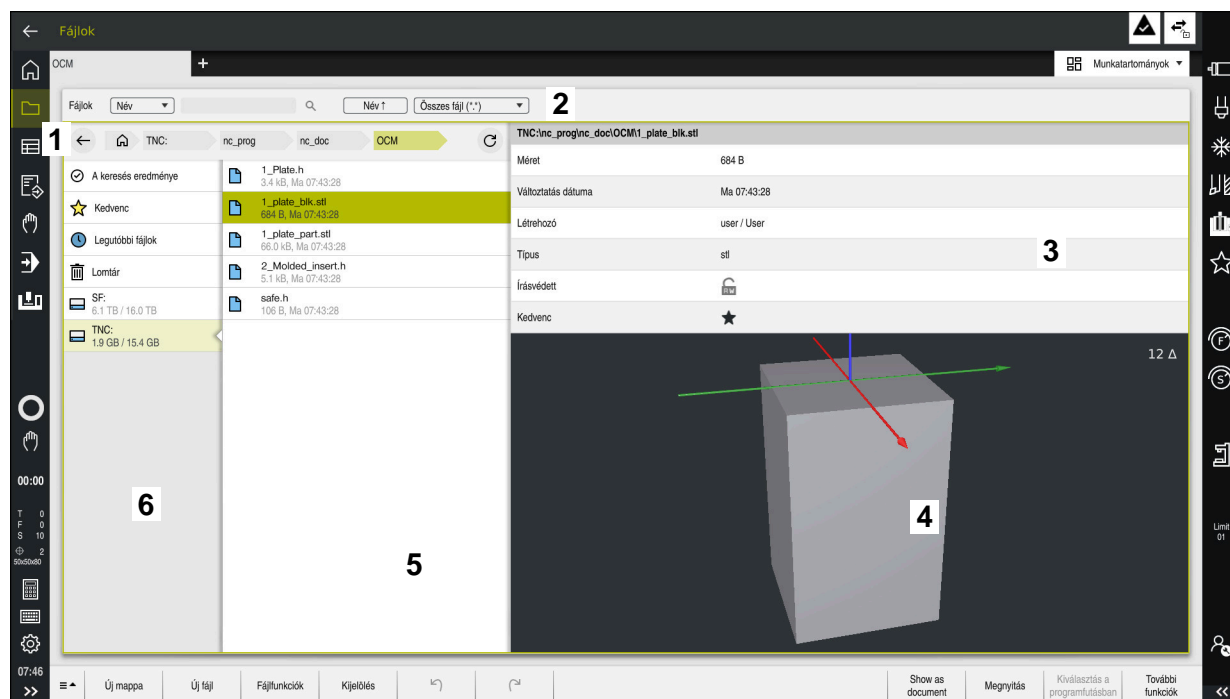 Fájlok
OCM
+
Munkatartományok
Fájlok
Név
Név ↑
Összes fájl (*.*)
2
1
TNC:
nc_prog
nc_doc
OCM
A keresés eredménye
Kedvenc
Legutóbbi fájlok
Lomtár
SF:
6.1 TB / 16.0 TB
TNC:
1.9 GB / 15.4 GB
6
1_Plate.h
3.4 kB, Ma 07:43:28
1_plate_blk.stl
684 B, Ma 07:43:28
1_plate_part.stl
66.0 kB, Ma 07:43:28
2_Molded_insert.h
5.1 kB, Ma 07:43:28
safe.h
106 B, Ma 07:43:28
5
TNC:\nc_prog\nc_doc\OCM\1_plate_blk.stl
Méret 684 B
Változtatás dátuma Ma 07:43:28
Létrehozó user / User
Típus stl
3
Írásvédett RW
Kedvenc
12 Δ
4
00:00
T 0
F 0
S 10
2
50x50x80
07:46
F
S
Limit
01
Új mappa
Új fájl
Fájlfunkciók
Kijelölés
Show as
document
Megnyitás
Kiválasztás a
programfutásban
További
funkciók